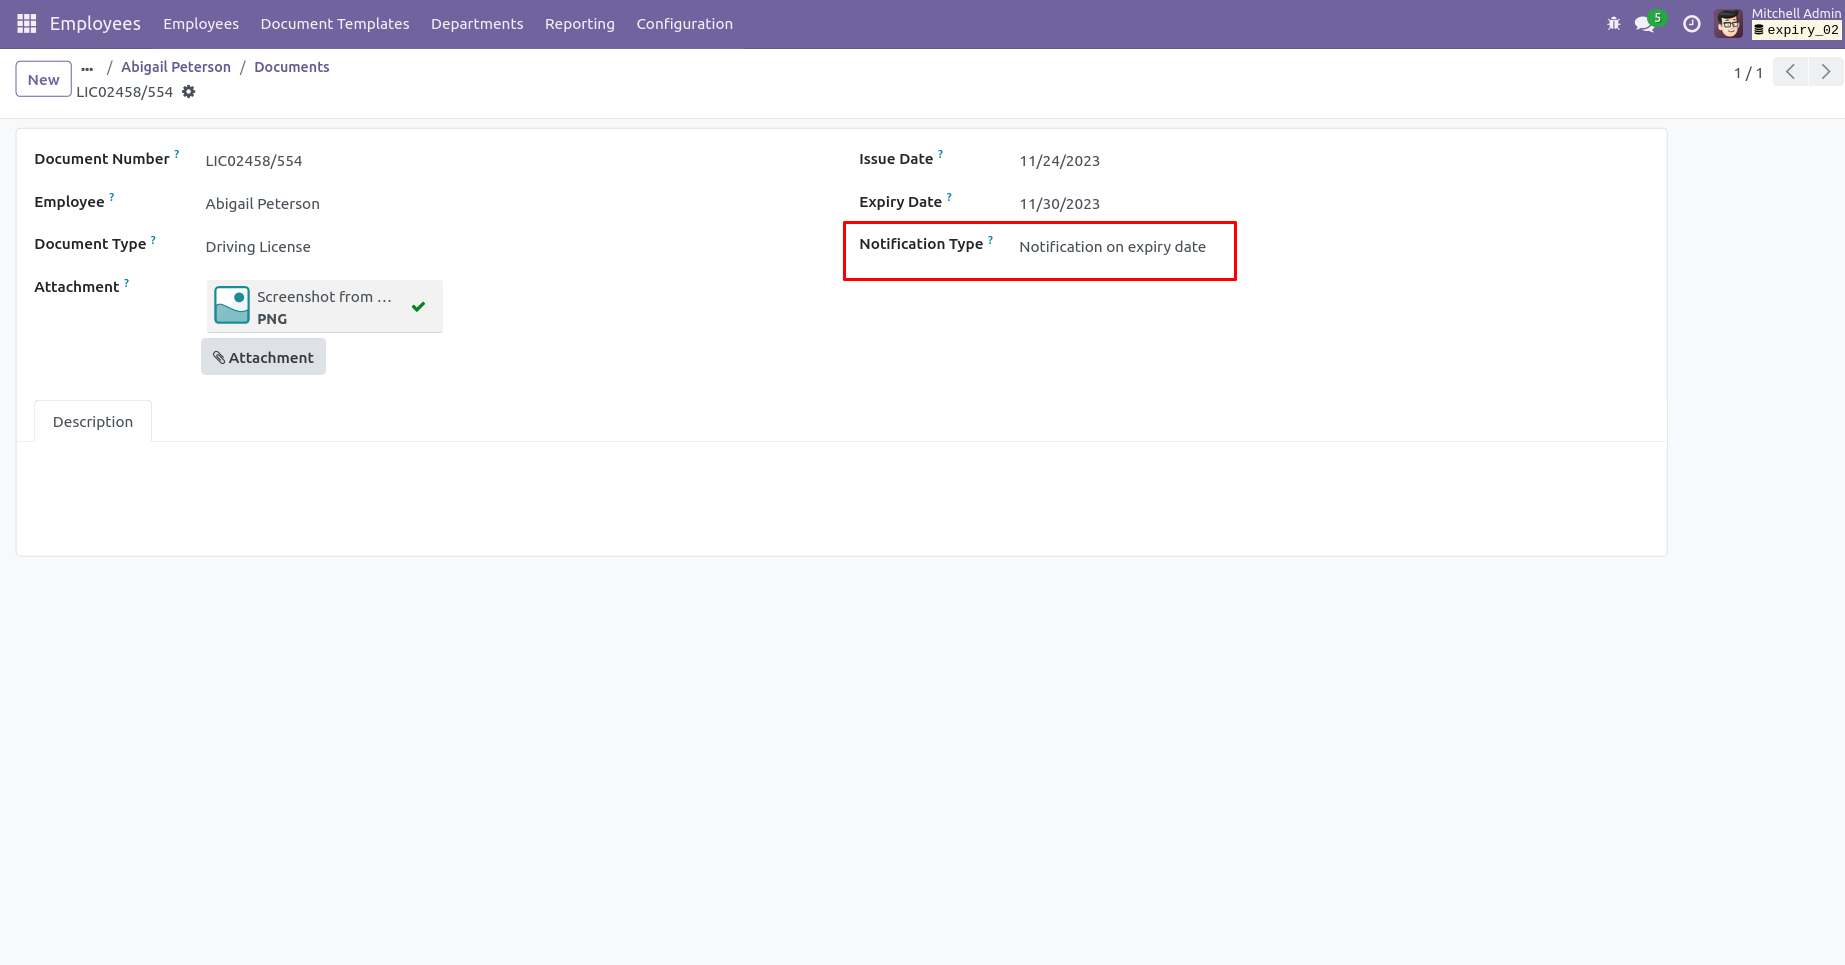 Employees Employees Document Templates Departments Reporting Configuration 5 Mitchell Admin
expiry_02
New ... / Abigail Peterson / Documents 1 / 1
LIC02458/554
Document Number ? LIC02458/554 Issue Date ? 11/24/2023
Employee ? Abigail Peterson Expiry Date ? 11/30/2023
Document Type ? Driving License Notification Type ? Notification on expiry date
Attachment ? Screenshot from ...
PNG
Attachment
Description